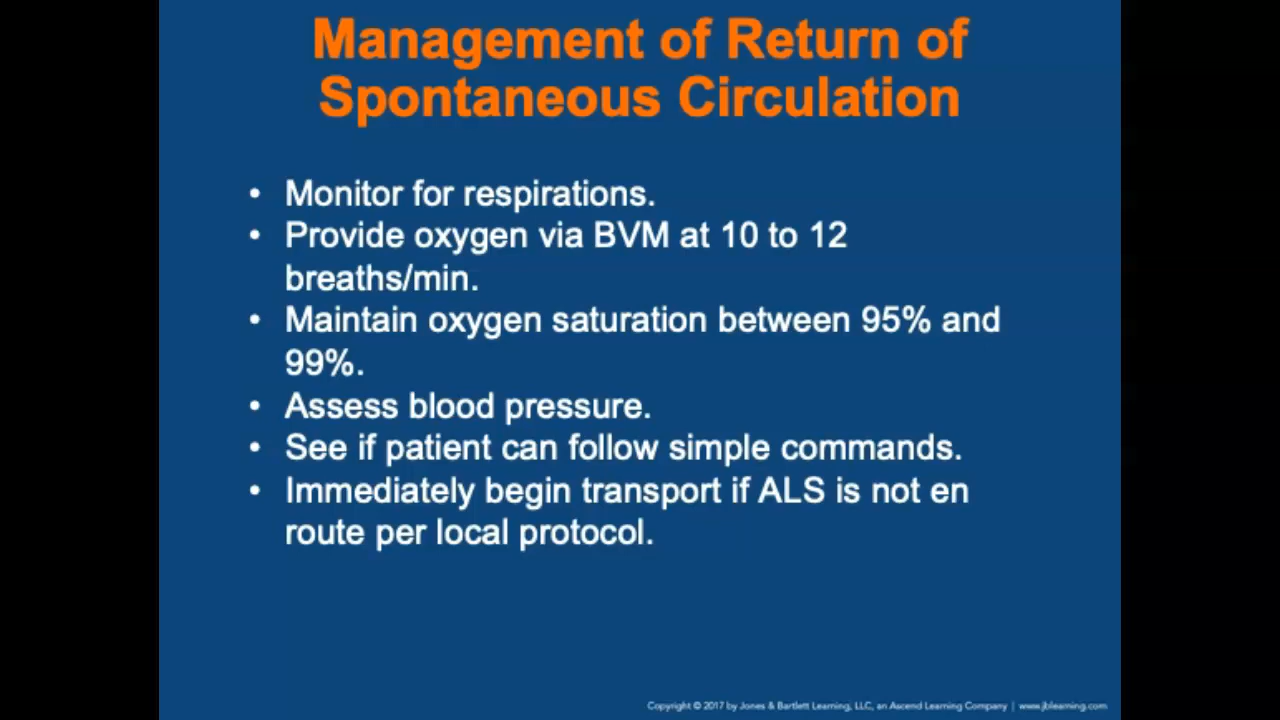 Management of Return of
Spontaneous Circulation
• Monitor for respirations.
• Provide oxygen via BVM at 10 to 12
breaths/min.
• Maintain oxygen saturation between 95% and
99%.
• Assess blood pressure.
• See if patient can follow simple commands.
• Immediately begin transport if ALS is not en
route per local protocol.
Copyright © 2017 by Jones & Bartlett Learning, LLC, an Ascend Learning Company | www.jblearning.com